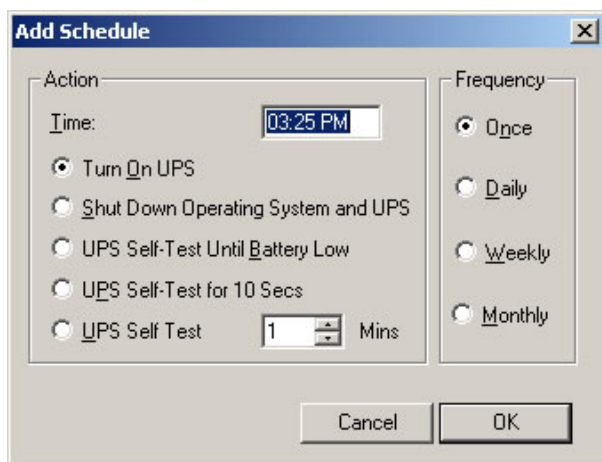 Add Schedule
Action
Time: 03:25 PM
Turn On UPS
Shut Down Operating System and UPS
UPS Self-Test Until Battery Low
UPS Self-Test for 10 Secs
UPS Self Test 1 Mins
Frequency
Once
Daily
Weekly
Monthly
Cancel OK